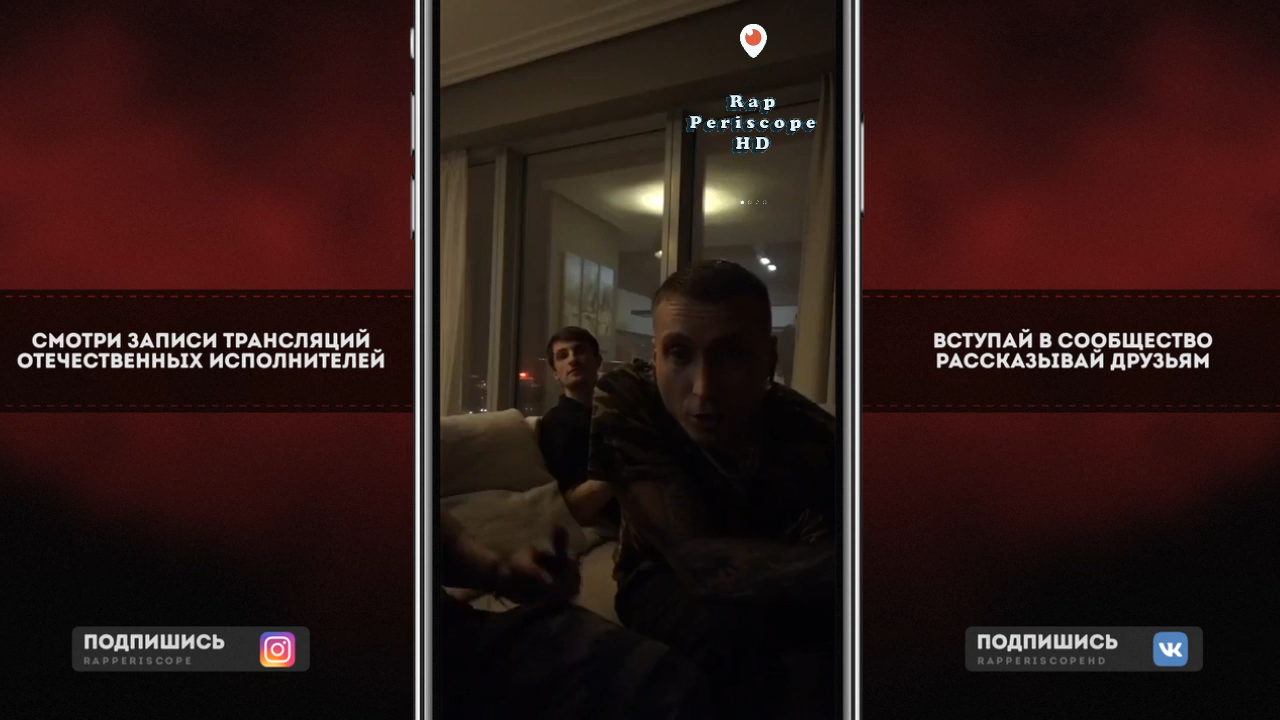 Rap
Periscope
HD
СМОТРИ ЗАПИСИ ТРАНСЛЯЦИЙ
ОТЕЧЕСТВЕННЫХ ИСПОЛНИТЕЛЕЙ
ВСТУПАЙ В СООБЩЕСТВО
РАССКАЗЫВАЙ ДРУЗЬЯМ
ПОДПИШИСЬ
RAPPERISCOPE
ПОДПИШИСЬ
RAPPERISCOPEHD